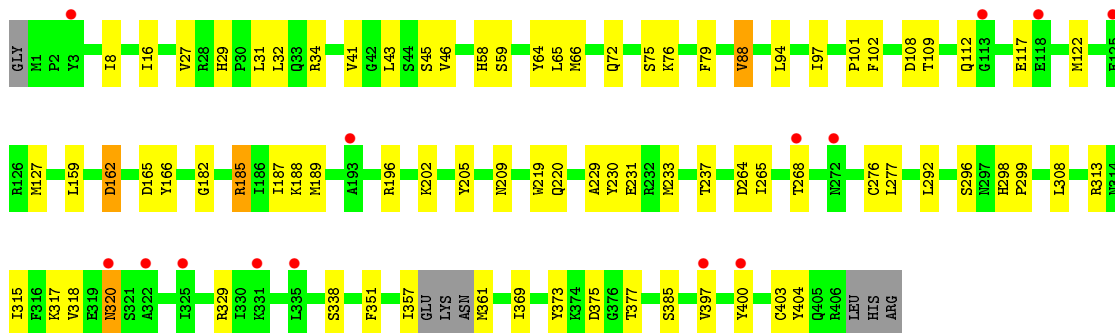 GLY M1 P2 Y3 I8 I16 V27 R28 H29 P30 L31 L32 Q33 R34 V41 G42 L43 S44 S45 V46 H58 S59 Y64 L65 M66 Q72 S75 K76 F79 V88 L94 I97 P101 F102 D108 T109 Q112 G113 E117 E118 M122
R126 M127 L159 D162 D165 Y166 G182 R185 I186 I187 K188 M189 A193 R196 K202 Y205 N209 W219 Q220 A229 Y230 E231 R232 M233 T237 D264 I265 T268 N272 C276 L277 L292 S296 N297 H298 P299 L308 R313 N314
I315 F316 K317 V318 E319 N320 S321 A322 I325 R329 I330 K331 L335 S338 F351 I357 GLU LYS ASN M361 I369 Y373 K374 D375 G376 T377 S385 V397 Y400 C403 Y404 Q405 R406 LEU HIS ARG